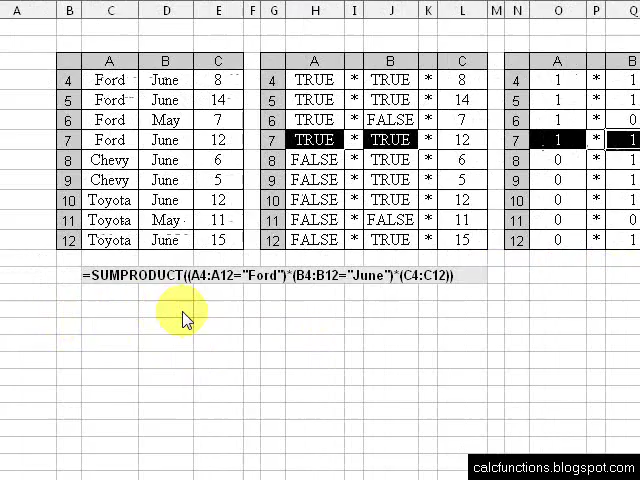 A B C D E F G H I J K L M N O P Q
A B C A B C A B
4 Ford June 8 4 TRUE * TRUE * 8 4 1 * 1
5 Ford June 14 5 TRUE * TRUE * 14 5 1 * 1
6 Ford May 7 6 TRUE * FALSE * 7 6 1 * 0
7 Ford June 12 7 TRUE * TRUE * 12 7 1 * 1
8 Chevy June 6 8 FALSE * TRUE * 6 8 0 * 1
9 Chevy June 5 9 FALSE * TRUE * 5 9 0 * 1
10 Toyota June 12 10 FALSE * TRUE * 12 10 0 * 1
11 Toyota May 11 11 FALSE * FALSE * 11 11 0 * 0
12 Toyota June 15 12 FALSE * TRUE * 15 12 0 * 1
=SUMPRODUCT((A4:A12="Ford")*(B4:B12="June")*(C4:C12))
calcfunctions.blogspot.com